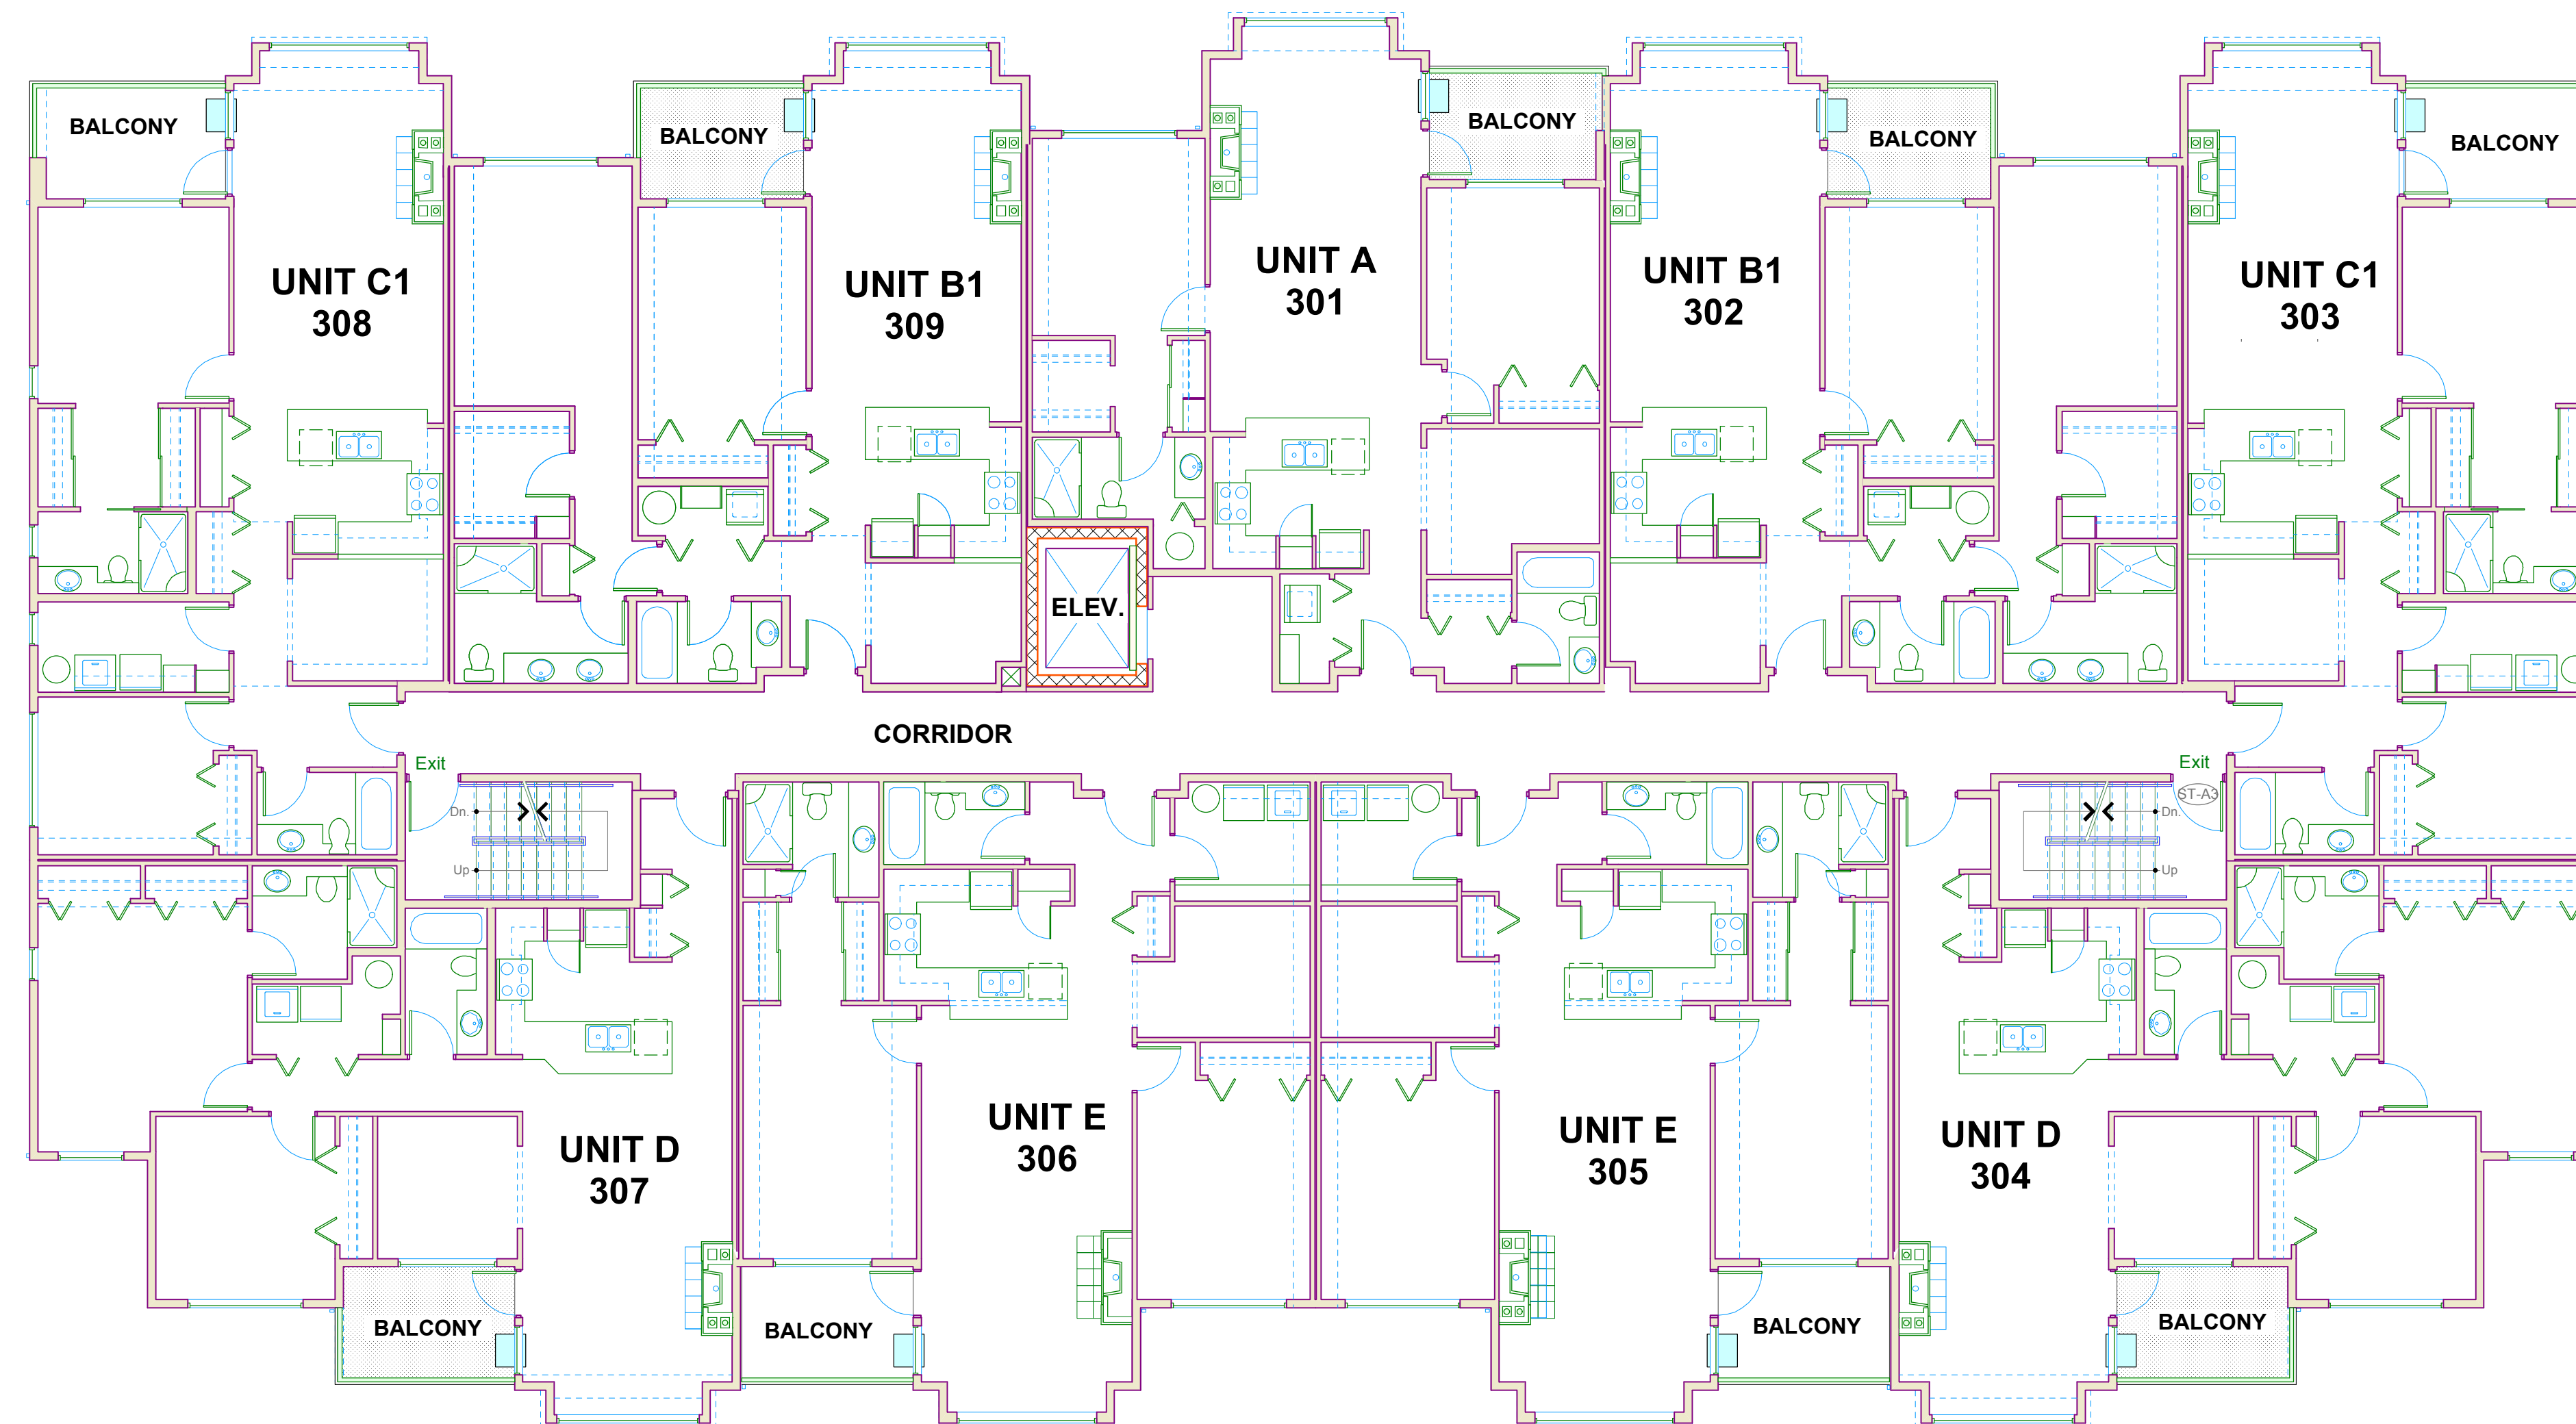 BALCONY
BALCONY
BALCONY
BALCONY
BALCONY
UNIT C1
308
UNIT B1
309
UNIT A
301
UNIT B1
302
UNIT C1
303
ELEV.
CORRIDOR
Exit
Exit
ST-A3
Dn.
Up
Dn.
Up
UNIT D
307
UNIT E
306
UNIT E
305
UNIT D
304
BALCONY
BALCONY
BALCONY
BALCONY